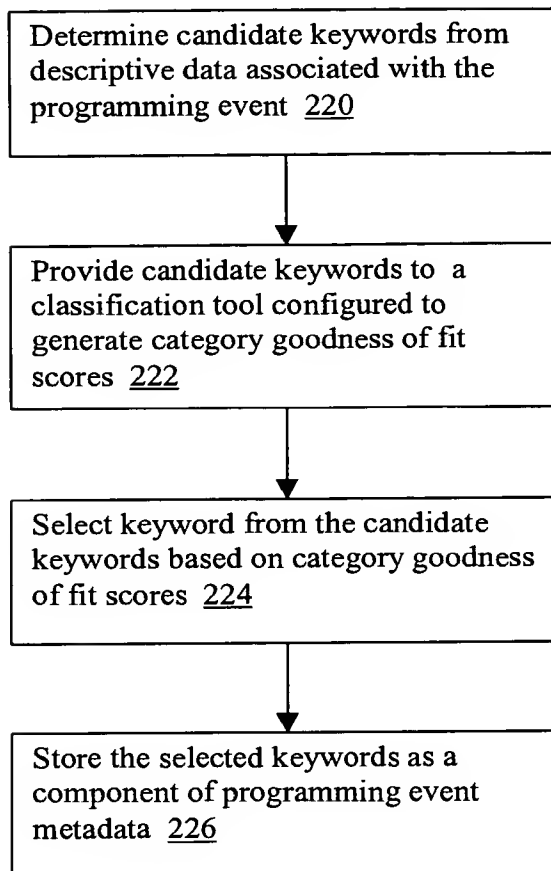 Determine candidate keywords from
descriptive data associated with the
programming event 220
Provide candidate keywords to a
classification tool configured to
generate category goodness of fit
scores 222
Select keyword from the candidate
keywords based on category goodness
of fit scores 224
Store the selected keywords as a
component of programming event
metadata 226